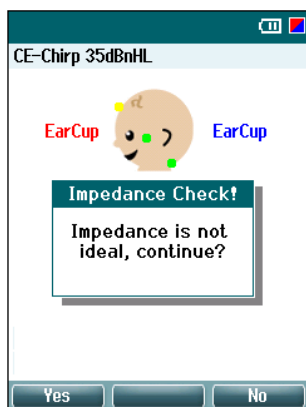 CE-Chirp 35dBnHL
EarCup EarCup
Impedance Check!
Impedance is not
ideal, continue?
Yes No